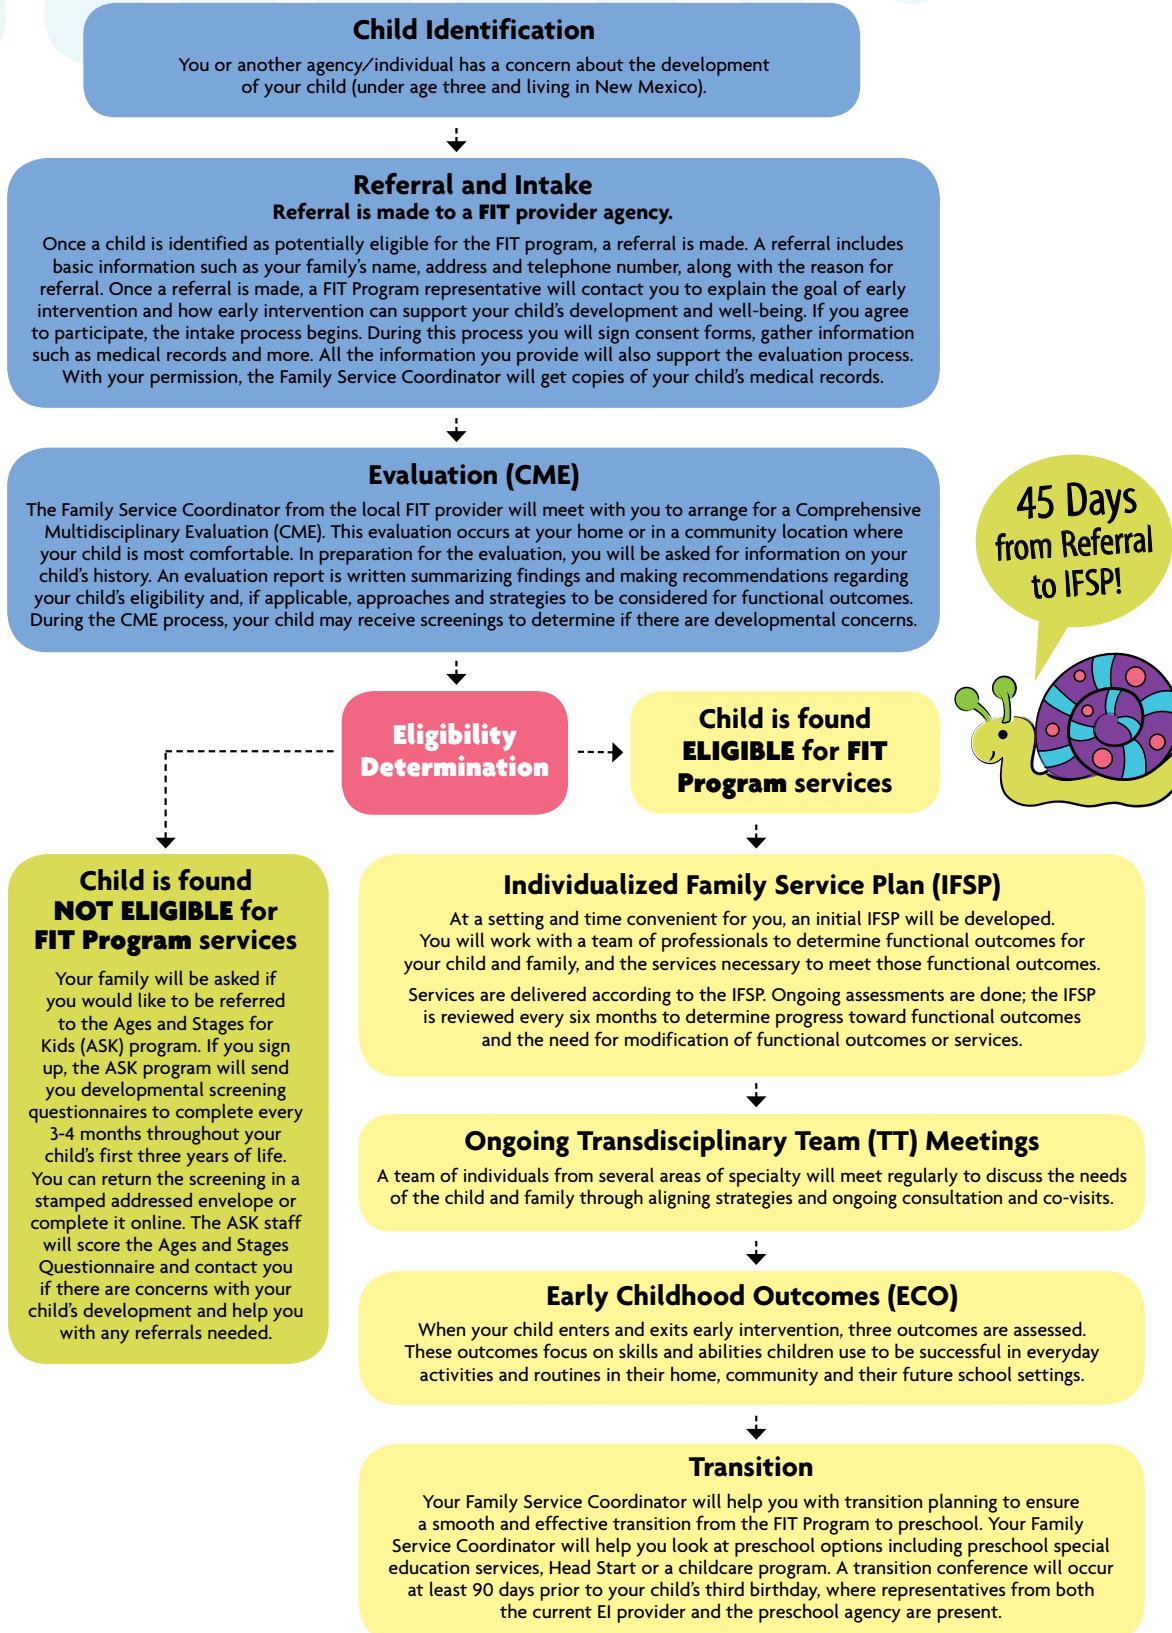 Child Identification
You or another agency/individual has a concern about the development
of your child (under age three and living in New Mexico).
Referral and Intake
Referral is made to a FIT provider agency.
Once a child is identified as potentially eligible for the FIT program, a referral is made. A referral includes
basic information such as your family's name, address and telephone number, along with the reason for
referral. Once a referral is made, a FIT Program representative will contact you to explain the goal of early
intervention and how early intervention can support your child's development and well-being. If you agree
to participate, the intake process begins. During this process you will sign consent forms, gather information
such as medical records and more. All the information you provide will also support the evaluation process.
With your permission, the Family Service Coordinator will get copies of your child's medical records.
Evaluation (CME)
The Family Service Coordinator from the local FIT provider will meet with you to arrange for a Comprehensive
Multidisciplinary Evaluation (CME). This evaluation occurs at your home or in a community location where
your child is most comfortable. In preparation for the evaluation, you will be asked for information on your
child's history. An evaluation report is written summarizing findings and making recommendations regarding
your child's eligibility and, if applicable, approaches and strategies to be considered for functional outcomes.
During the CME process, your child may receive screenings to determine if there are developmental concerns.
45 Days
from Referral
to IFSP!
Eligibility
Determination
Child is found
ELIGIBLE for FIT
Program services
Child is found
NOT ELIGIBLE for
FIT Program services
Your family will be asked if
you would like to be referred
to the Ages and Stages for
Kids (ASK) program. If you sign
up, the ASK program will send
you developmental screening
questionnaires to complete every
3-4 months throughout your
child's first three years of life.
You can return the screening in a
stamped addressed envelope or
complete it online. The ASK staff
will score the Ages and Stages
Questionnaire and contact you
if there are concerns with your
child's development and help you
with any referrals needed.
Individualized Family Service Plan (IFSP)
At a setting and time convenient for you, an initial IFSP will be developed.
You will work with a team of professionals to determine functional outcomes for
your child and family, and the services necessary to meet those functional outcomes.
Services are delivered according to the IFSP. Ongoing assessments are done; the IFSP
is reviewed every six months to determine progress toward functional outcomes
and the need for modification of functional outcomes or services.
Ongoing Transdisciplinary Team (TT) Meetings
A team of individuals from several areas of specialty will meet regularly to discuss the needs
of the child and family through aligning strategies and ongoing consultation and co-visits.
Early Childhood Outcomes (ECO)
When your child enters and exits early intervention, three outcomes are assessed.
These outcomes focus on skills and abilities children use to be successful in everyday
activities and routines in their home, community and their future school settings.
Transition
Your Family Service Coordinator will help you with transition planning to ensure
a smooth and effective transition from the FIT Program to preschool. Your Family
Service Coordinator will help you look at preschool options including preschool special
education services, Head Start or a childcare program. A transition conference will occur
at least 90 days prior to your child's third birthday, where representatives from both
the current EI provider and the preschool agency are present.